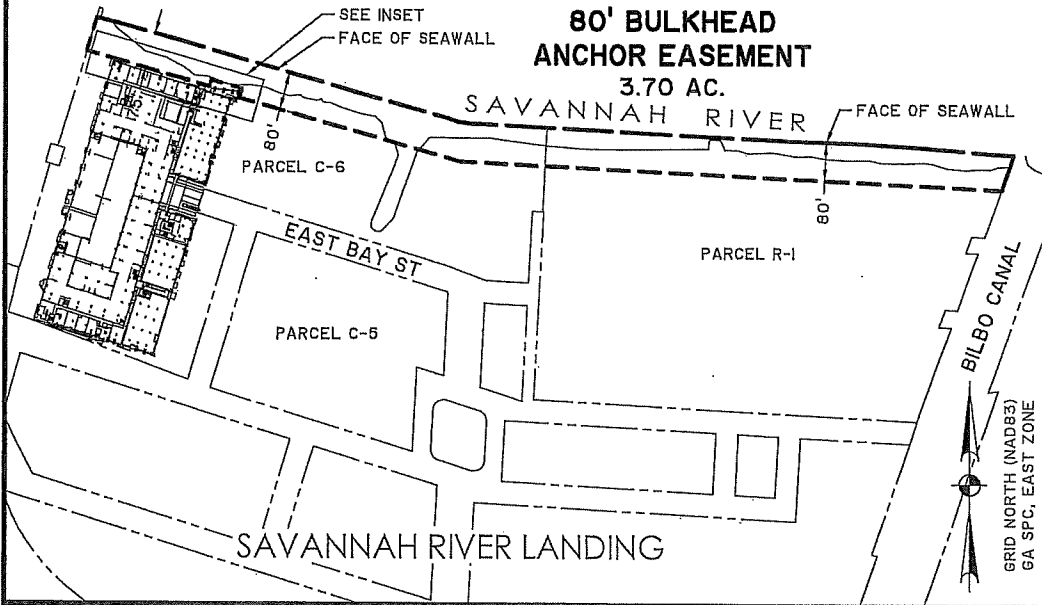 SEE INSET
FACE OF SEAWALL
80' BULKHEAD
ANCHOR EASEMENT
3.70 AC.
SAVANNAH RIVER
FACE OF SEAWALL
80'
PARCEL C-6
80'
EAST BAY ST
PARCEL R-1
PARCEL C-5
BILBO CANAL
GRID NORTH (NAD83)
GA SPC, EAST ZONE
SAVANNAH RIVER LANDING